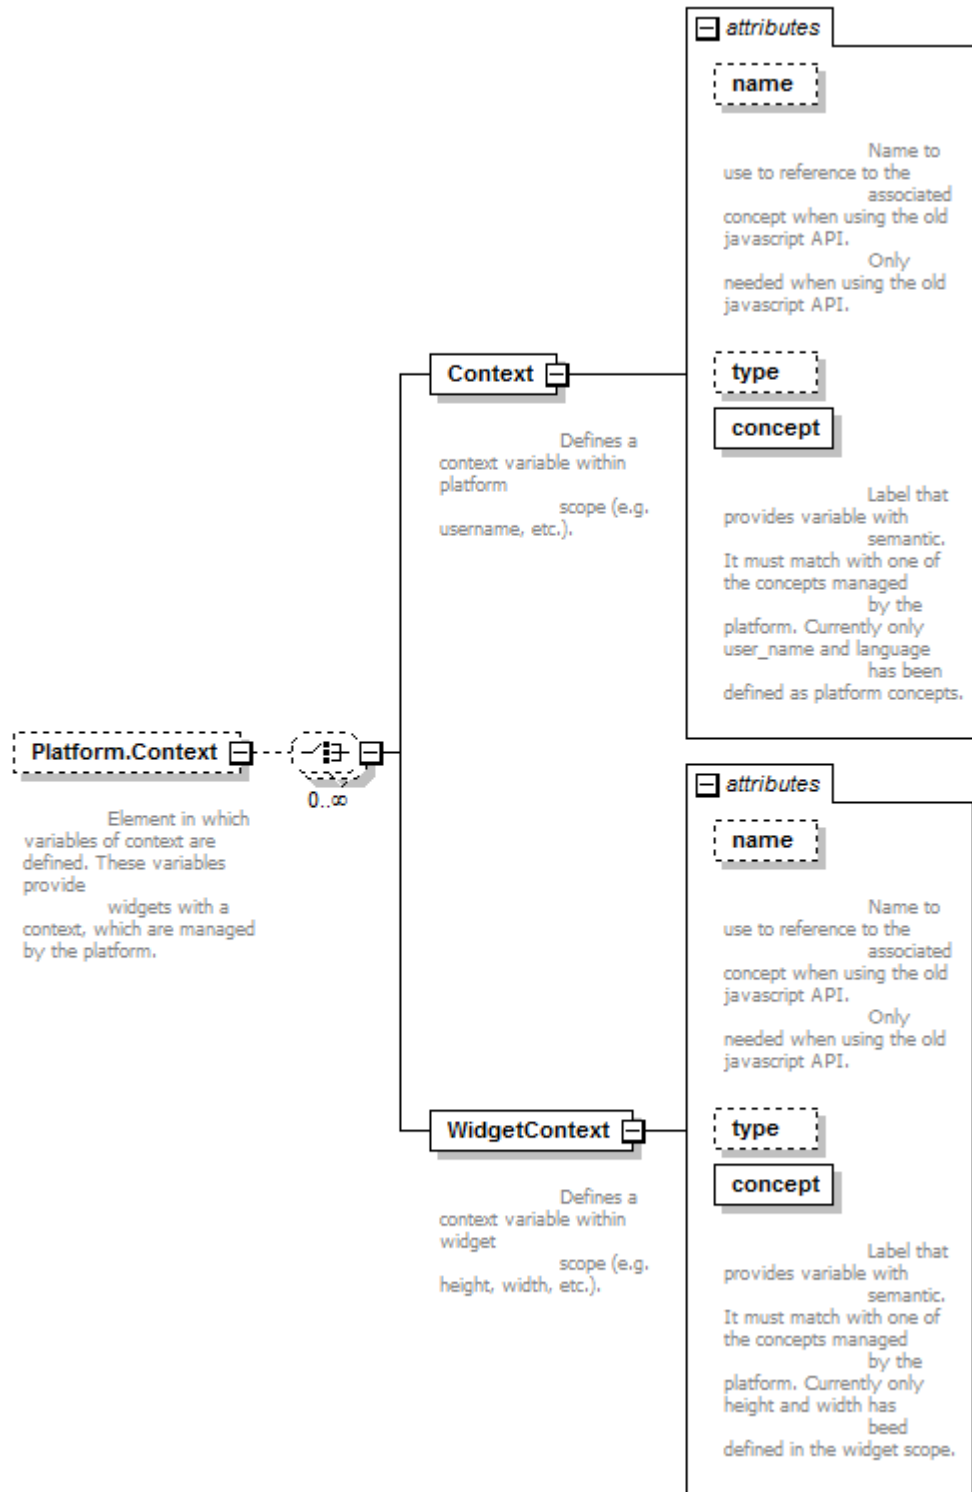 attributes
name
Name to
use to reference to the
associated
concept when using the old
javascript API.
Only
needed when using the old
javascript API.
Context
type
concept
Defines a
context variable within
platform
scope (e.g.
username, etc.).
Label that
provides variable with
semantic.
It must match with one of
the concepts managed
by the
platform. Currently only
user_name and language
has been
defined as platform concepts.
Platform.Context
0..∞
Element in which
variables of context are
defined. These variables
provide
widgets with a
context, which are managed
by the platform.
attributes
name
Name to
use to reference to the
associated
concept when using the old
javascript API.
Only
needed when using the old
javascript API.
WidgetContext
type
concept
Defines a
context variable within
widget
scope (e.g.
height, width, etc.).
Label that
provides variable with
semantic.
It must match with one of
the concepts managed
by the
platform. Currently only
height and width has
beed
defined in the widget scope.